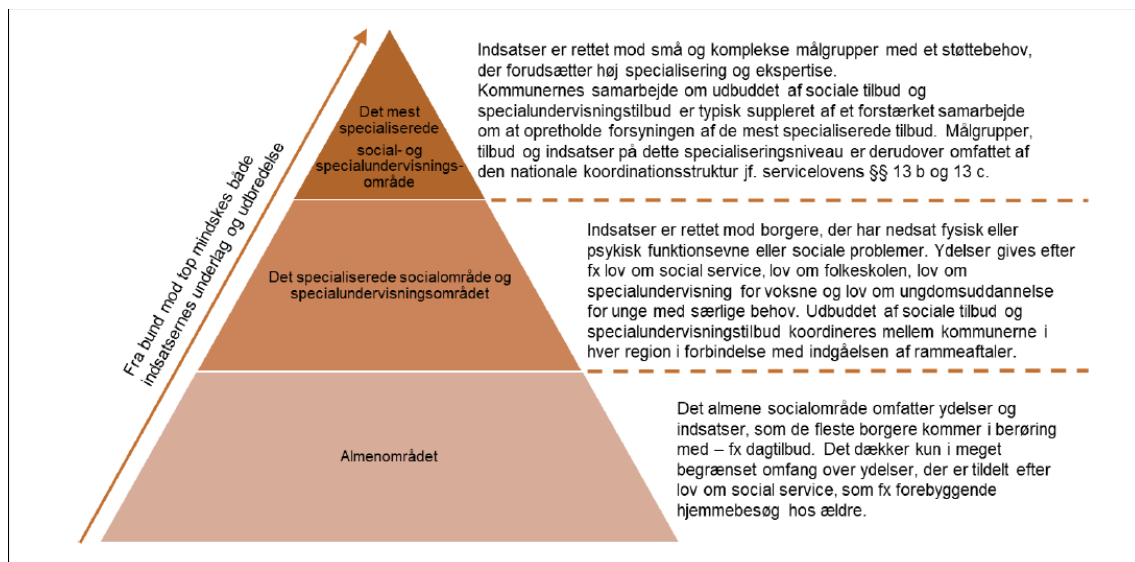 Indsatser er rettet mod små og komplekse målgrupper med et støttebehov,
der forudsætter høj specialisering og ekspertise.
Kommunernes samarbejde om udbuddet af sociale tilbud og
specialundervisningstilbud er typisk suppleret af et forstærket samarbejde
om at opretholde forsyningen af de mest specialiserede tilbud. Målgrupper,
tilbud og indsatser på dette specialiseringsniveau er derudover omfattet af
den nationale koordinationsstruktur jf. servicelovens §§ 13 b og 13 c.
Det mest
specialiserede
social- og
specialundervisnings-
område
Fra bund mod top mindskes både
indsatsernes underlag og udbredelse
Indsatser er rettet mod borgere, der har nedsat fysisk eller
psykisk funktionsevne eller sociale problemer. Ydelser gives efter
fx lov om social service, lov om folkeskolen, lov om
specialundervisning for voksne og lov om ungdomsuddannelse
for unge med særlige behov. Udbuddet af sociale tilbud og
specialundervisningstilbud koordineres mellem kommunerne i
hver region i forbindelse med indgåelsen af rammeaftaler.
Det specialiserede socialområde og
specialundervisningsområdet
Det almene socialområde omfatter ydelser og
indsatser, som de fleste borgere kommer i berøring
med – fx dagtilbud. Det dækker kun i meget
begrænset omfang over ydelser, der er tildelt efter
lov om social service, som fx forebyggende
hjemmebesøg hos ældre.
Almenområdet